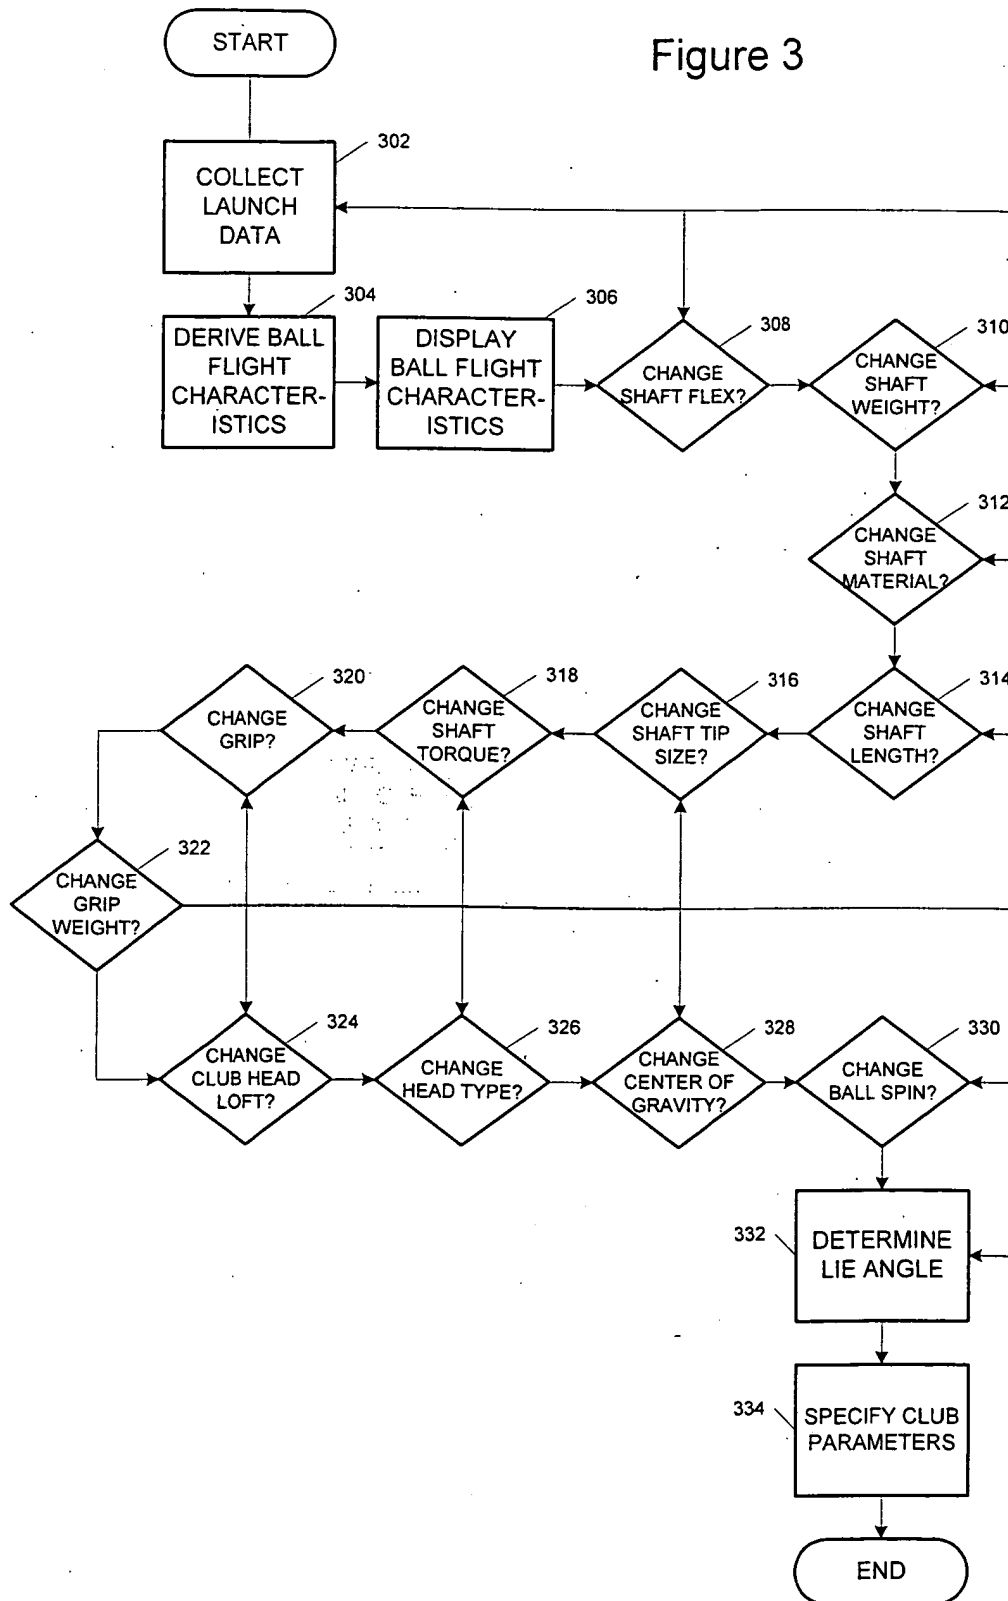 START
Figure 3
302
COLLECT
LAUNCH
DATA
304
DERIVE BALL
FLIGHT
CHARACTER-
ISTICS
306
DISPLAY
BALL FLIGHT
CHARACTER-
ISTICS
308
CHANGE
SHAFT FLEX?
310
CHANGE
SHAFT
WEIGHT?
312
CHANGE
SHAFT
MATERIAL?
314
CHANGE
SHAFT
LENGTH?
316
CHANGE
SHAFT TIP
SIZE?
318
CHANGE
SHAFT
TORQUE?
320
CHANGE
GRIP?
322
CHANGE
GRIP
WEIGHT?
324
CHANGE
CLUB HEAD
LOFT?
326
CHANGE
HEAD TYPE?
328
CHANGE
CENTER OF
GRAVITY?
330
CHANGE
BALL SPIN?
332
DETERMINE
LIE ANGLE
334
SPECIFY CLUB
PARAMETERS
END